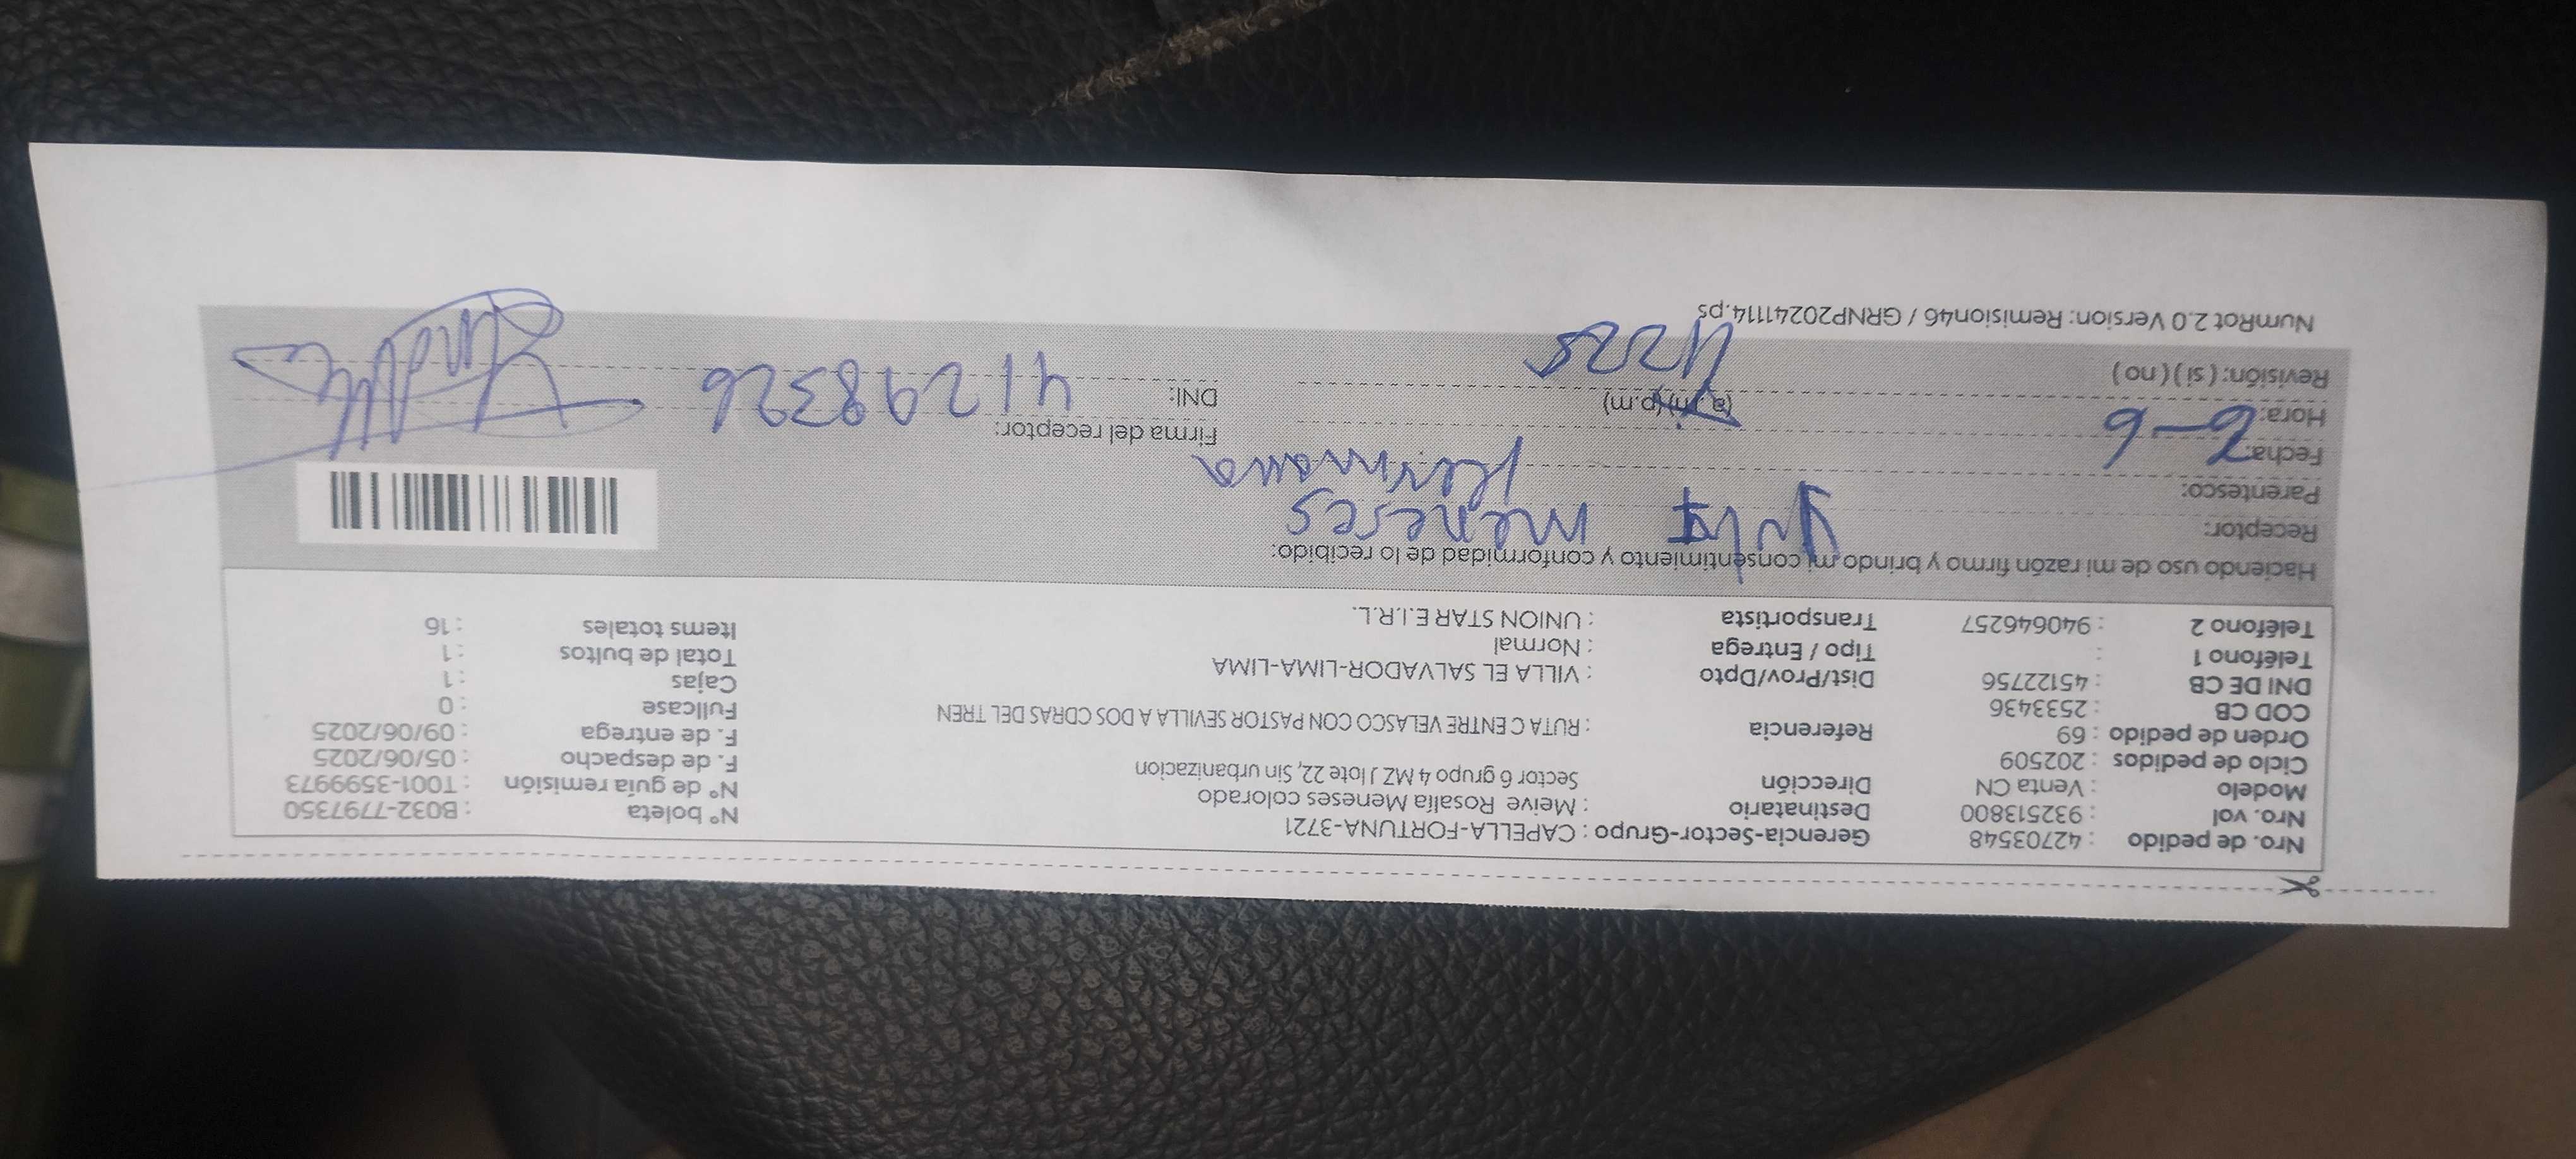 Nro. de pedido : 42703548 Gerencia-Sector-Grupo : CAPELLA-FORTUNA-3721 N° boleta : B032-7797350
Nro. vol : 932513800 Destinatario : Meive Rosalía Meneses colorado N° de guía remisión : T001-3599973
Modelo : Venta CN Dirección Sector 6 grupo 4 MZ J lote 22, Sin urbanizacion F. de despacho : 05/06/2025
Ciclo de pedidos : 202509 F. de entrega : 09/06/2025
Orden de pedido : 69 Referencia : RUTA C ENTRE VELASCO CON PASTOR SEVILLA A DOS CDRAS DEL TREN Fullcase : 0
COD CB : 2533436 Cajas : 1
DNI DE CB : 45122756 Dist/Prov/Dpto : VILLA EL SALVADOR-LIMA-LIMA Total de bultos : 1
Teléfono 1 : Tipo / Entrega : Normal Items totales : 16
Teléfono 2 : 940646257 Transportista : UNION STAR E.I.R.L.
Haciendo uso de mi razón firmo y brindo mi consentimiento y conformidad de lo recibido:
Receptor: meneses
Parentesco: hermana
Fecha: Firma del receptor:
Hora: (a.m)(p.m) DNI: 41298326
Revisión: ( si ) ( no )
NumRot 2.0 Version: Remision46 / GRNP20241114.ps